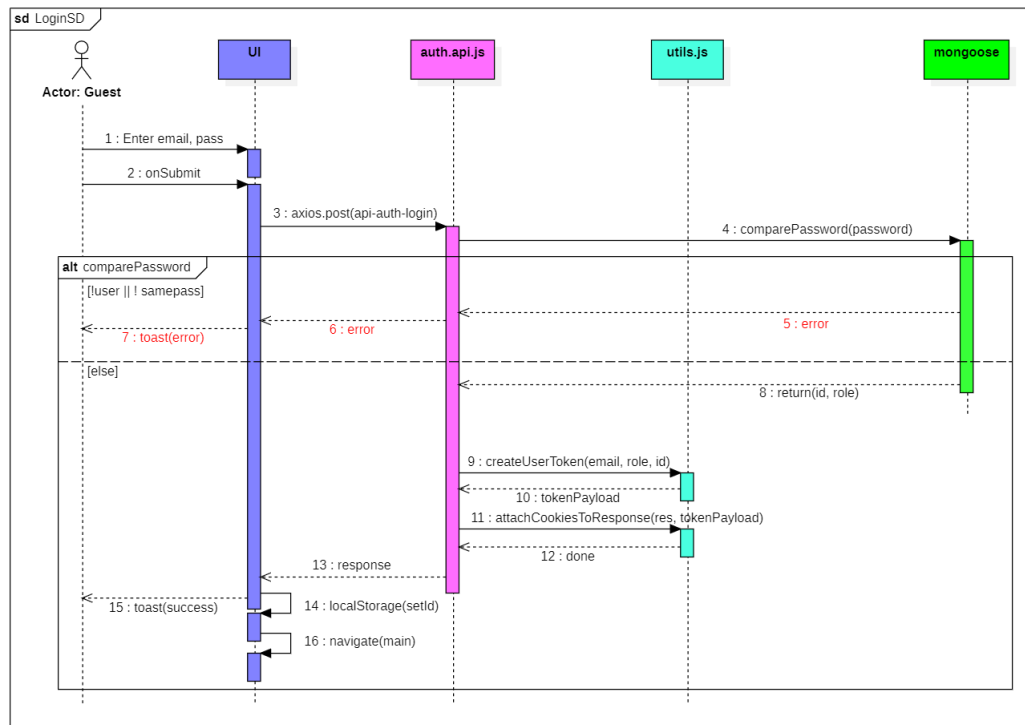 sd LoginSD
UI
auth.api.js
utils.js
mongoose
Actor: Guest
1 : Enter email, pass
2 : onSubmit
3 : axios.post(api-auth-login)
4 : comparePassword(password)
alt comparePassword
[!user || ! samepass]
5 : error
6 : error
7 : toast(error)
[else]
8 : return(id, role)
9 : createUserToken(email, role, id)
10 : tokenPayload
11 : attachCookiesToResponse(res, tokenPayload)
12 : done
13 : response
14 : localStorage(setId)
15 : toast(success)
16 : navigate(main)